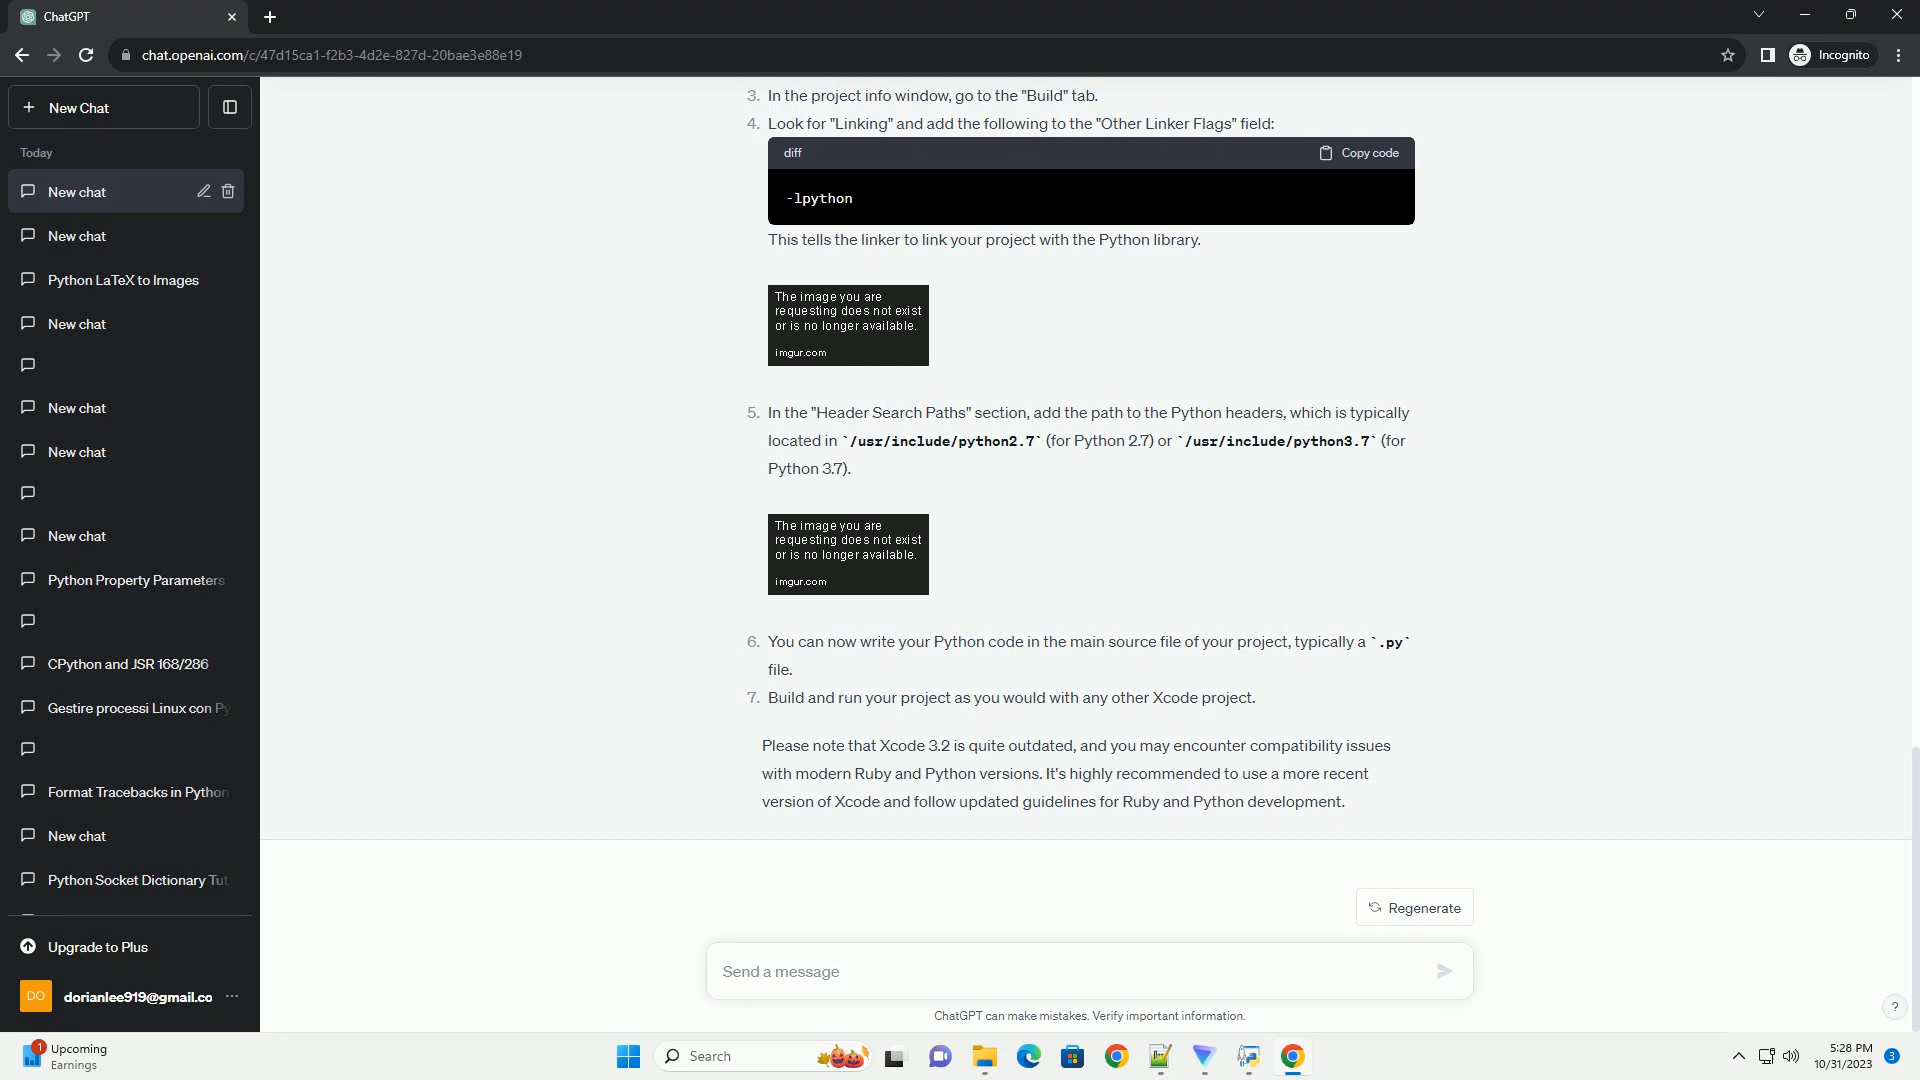 ChatGPT
chat.openai.com/c/47d15ca1-f2b3-4d2e-827d-20bae3e88e19
Incognito
New Chat
Today
New chat
New chat
Python LaTeX to Images
New chat
New chat
New chat
New chat
Python Property Parameters
CPython and JSR 168/286
Gestire processi Linux con Py
Format Tracebacks in Python
New chat
Python Socket Dictionary Tut
Upgrade to Plus
DO
dorianlee919@gmail.co
3. In the project info window, go to the "Build" tab.
4. Look for "Linking" and add the following to the "Other Linker Flags" field:
diff
Copy code
-lpython
This tells the linker to link your project with the Python library.
The image you are
requesting does not exist
or is no longer available.
imgur.com
5. In the "Header Search Paths" section, add the path to the Python headers, which is typically
located in `/usr/include/python2.7` (for Python 2.7) or `/usr/include/python3.7` (for
Python 3.7).
The image you are
requesting does not exist
or is no longer available.
imgur.com
6. You can now write your Python code in the main source file of your project, typically a `.py`
file.
7. Build and run your project as you would with any other Xcode project.
Please note that Xcode 3.2 is quite outdated, and you may encounter compatibility issues
with modern Ruby and Python versions. It's highly recommended to use a more recent
version of Xcode and follow updated guidelines for Ruby and Python development.
Regenerate
Send a message
ChatGPT can make mistakes. Verify important information.
?
1
Upcoming
Earnings
Search
5:28 PM
10/31/2023
3